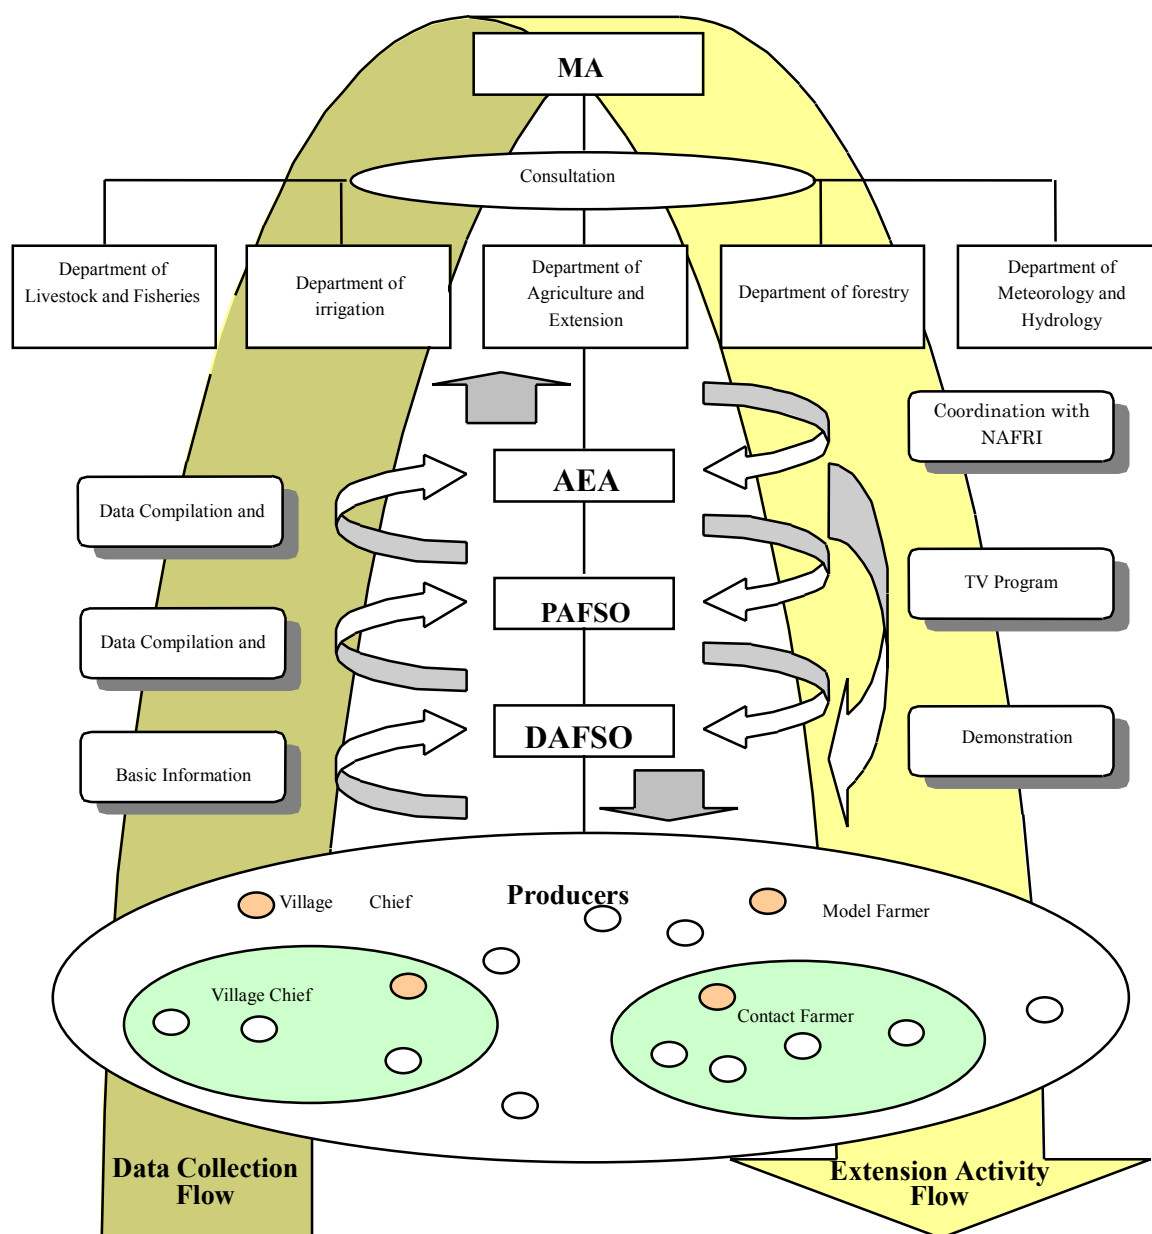 MA
Consultation
Department of
Livestock and Fisheries
Department of
irrigation
Department of
Agriculture and
Extension
Department of forestry
Department of
Meteorology and
Hydrology
Coordination with
NAFRI
AEA
Data Compilation and
TV Program
PAFSO
Data Compilation and
DAFSO
Demonstration
Basic Information
Producers
Village Chief
Model Farmer
Village Chief
Contact Farmer
Data Collection
Flow
Extension Activity
Flow